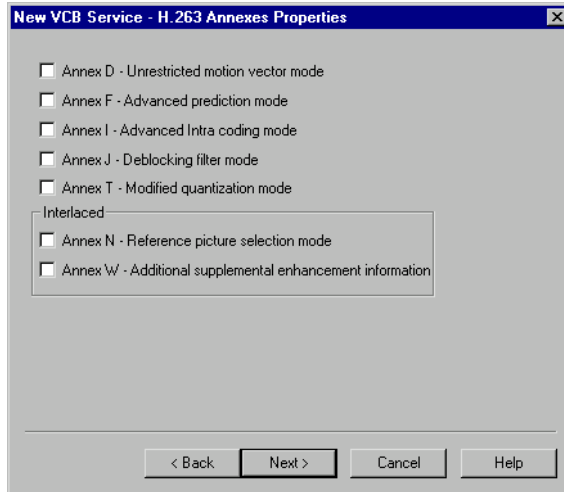 New VCB Service - H.263 Annexes Properties
Annex D - Unrestricted motion vector mode
Annex F - Advanced prediction mode
Annex I - Advanced Intra coding mode
Annex J - Deblocking filter mode
Annex T - Modified quantization mode
Interlaced
Annex N - Reference picture selection mode
Annex W - Additional supplemental enhancement information
< Back Next > Cancel Help